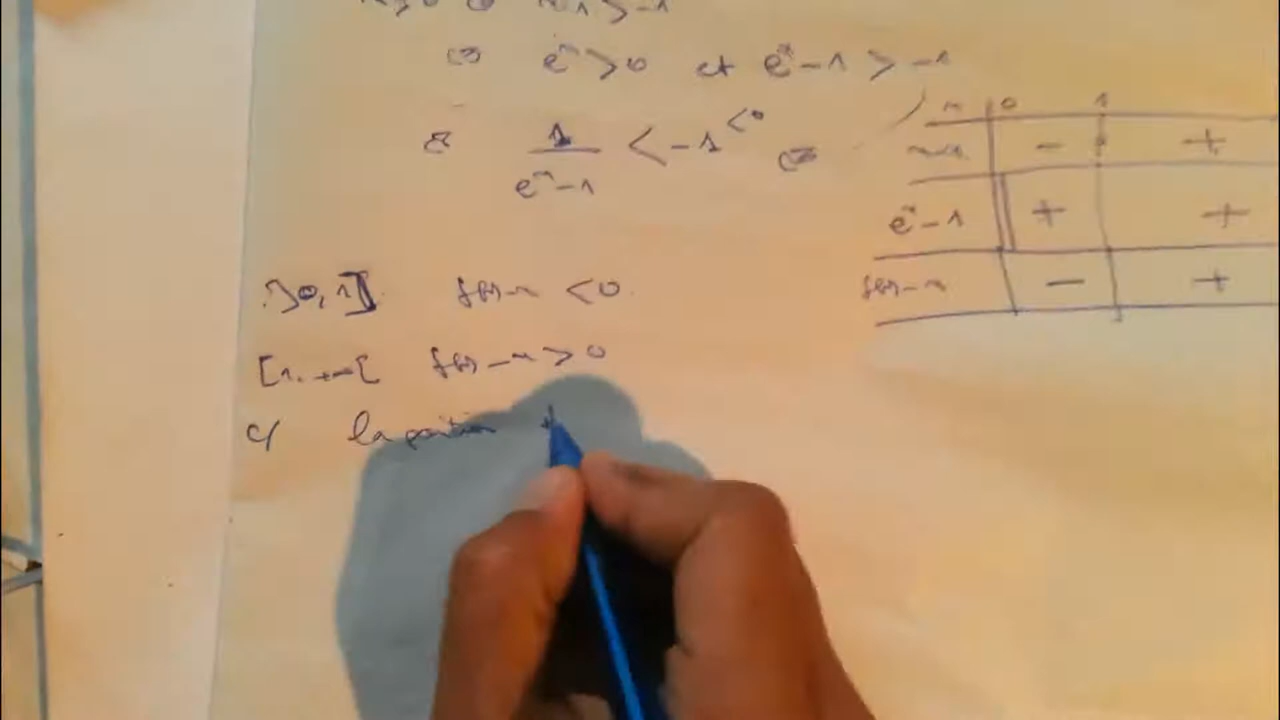 ⇔ eˣ > 0 et eˣ - 1 > -1
⇔ 1/(eˣ - 1) < -1 < 0 ⇔
x 0 1
- +
eˣ - 1 + +
f(x) - x - +
]0, 1] f(x) - x < 0
[1, +∞[ f(x) - x > 0
c/ la position